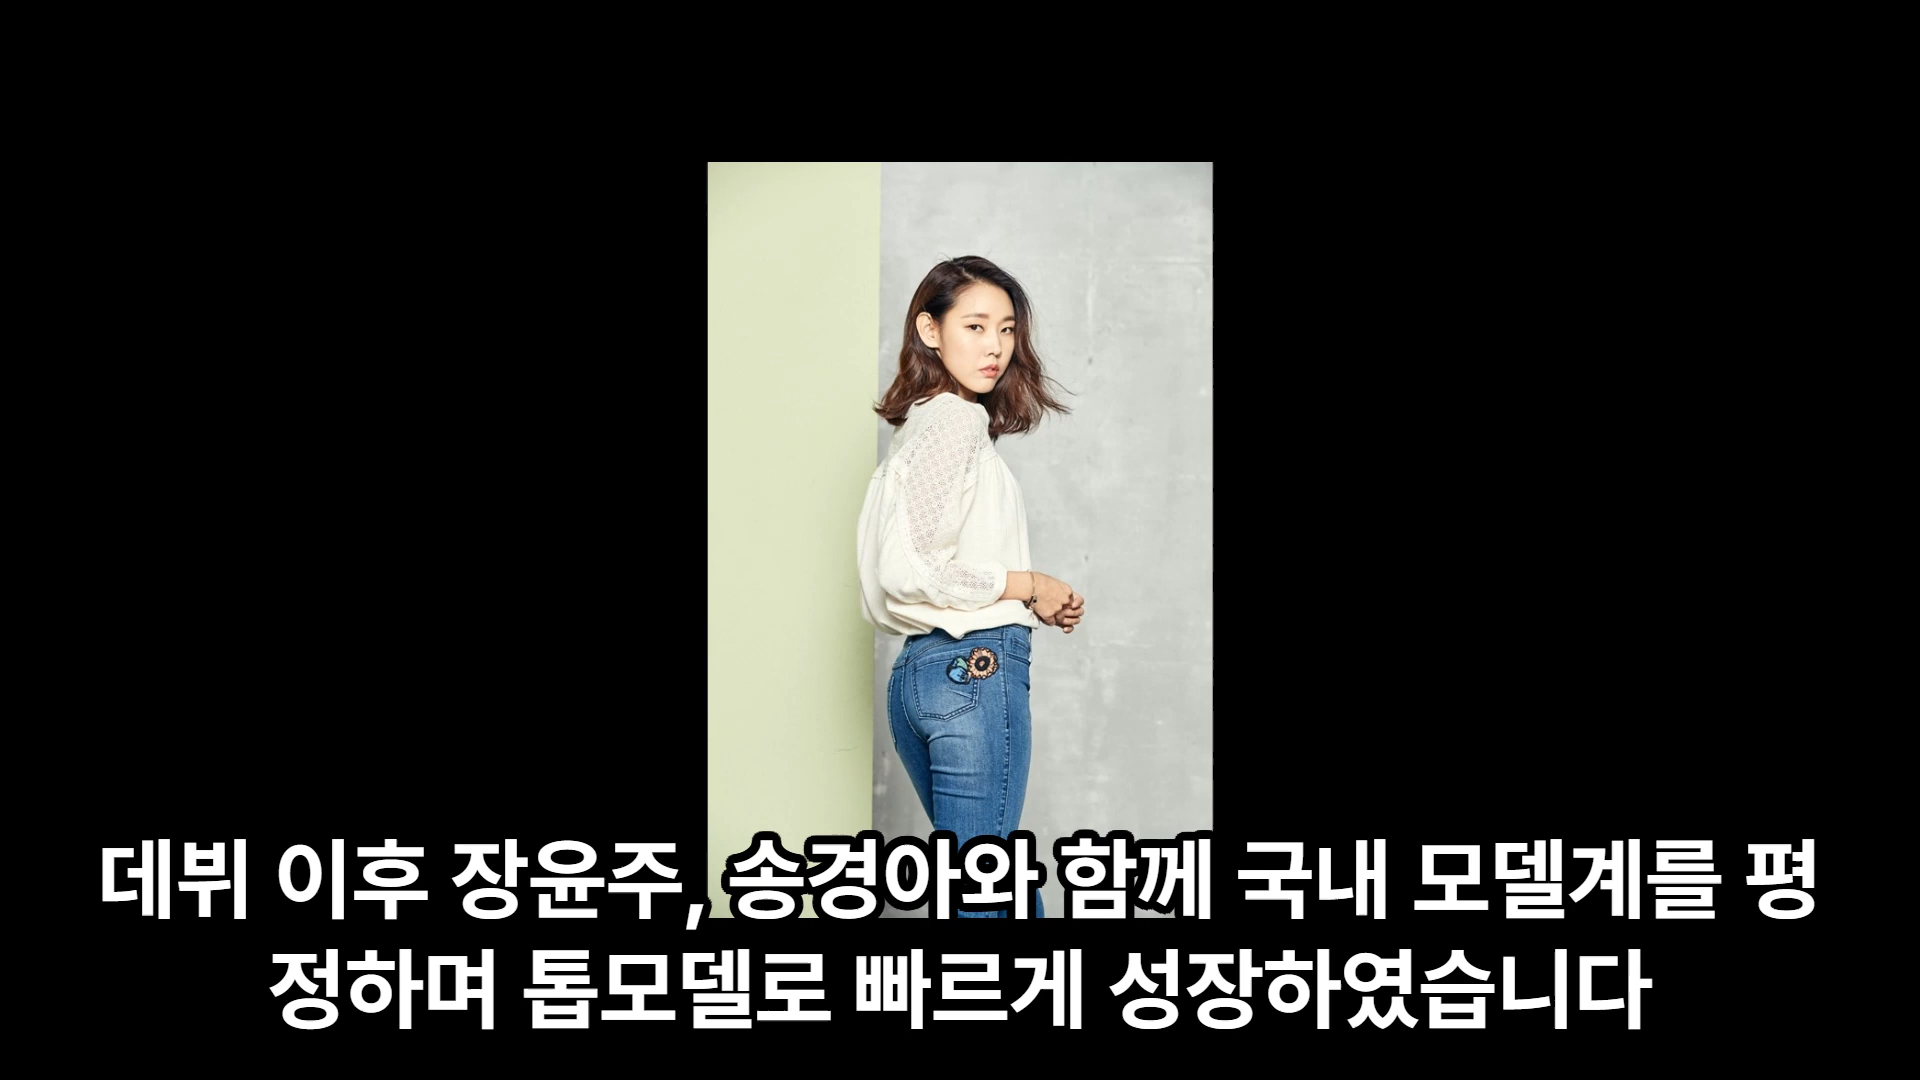 데뷔 이후 장윤주, 송경아와 함께 국내 모델계를 평
정하며 톱모델로 빠르게 성장하였습니다